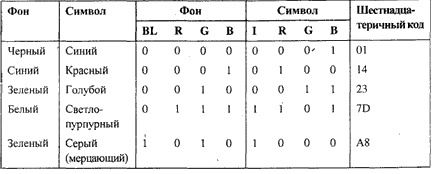 Фон Символ Фон Символ Шестнадца-
теричный код
BL R G B I R G B
Черный Синий 0 0 0 0 0 0 0 1 01
Синий Красный 0 0 0 1 0 1 0 0 14
Зеленый Голубой 0 0 1 0 0 0 1 1 23
Белый Светло- 0 1 1 1 1 1 0 1 7D
пурпурный
Зеленый Серый 1 0 1 0 1 0 0 0 A8
(мерцающий)